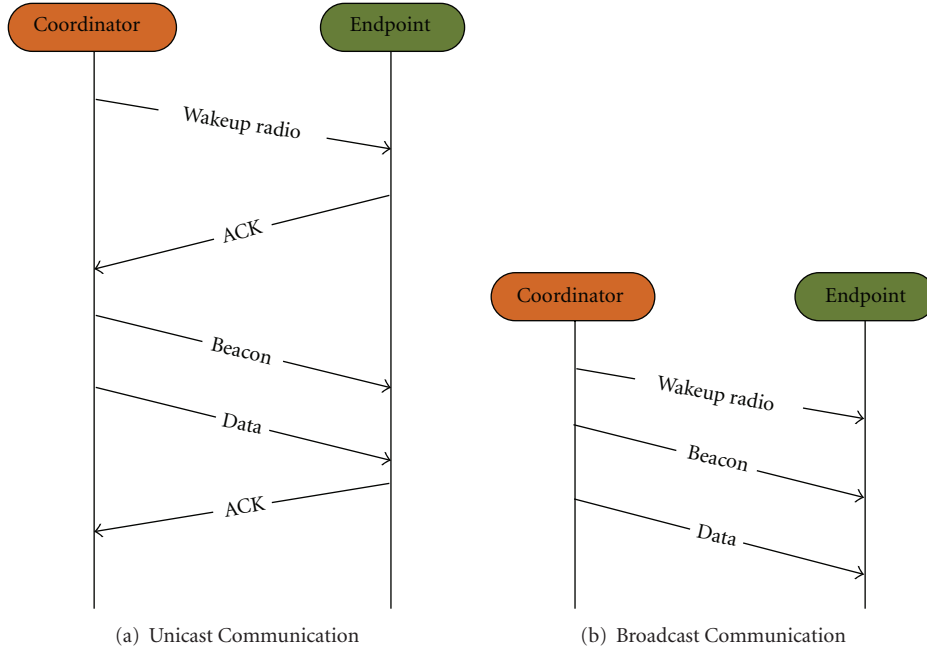 Coordinator
Endpoint
Wakeup radio
ACK
Beacon
Data
ACK
(a) Unicast Communication
Coordinator
Endpoint
Wakeup radio
Beacon
Data
(b) Broadcast Communication